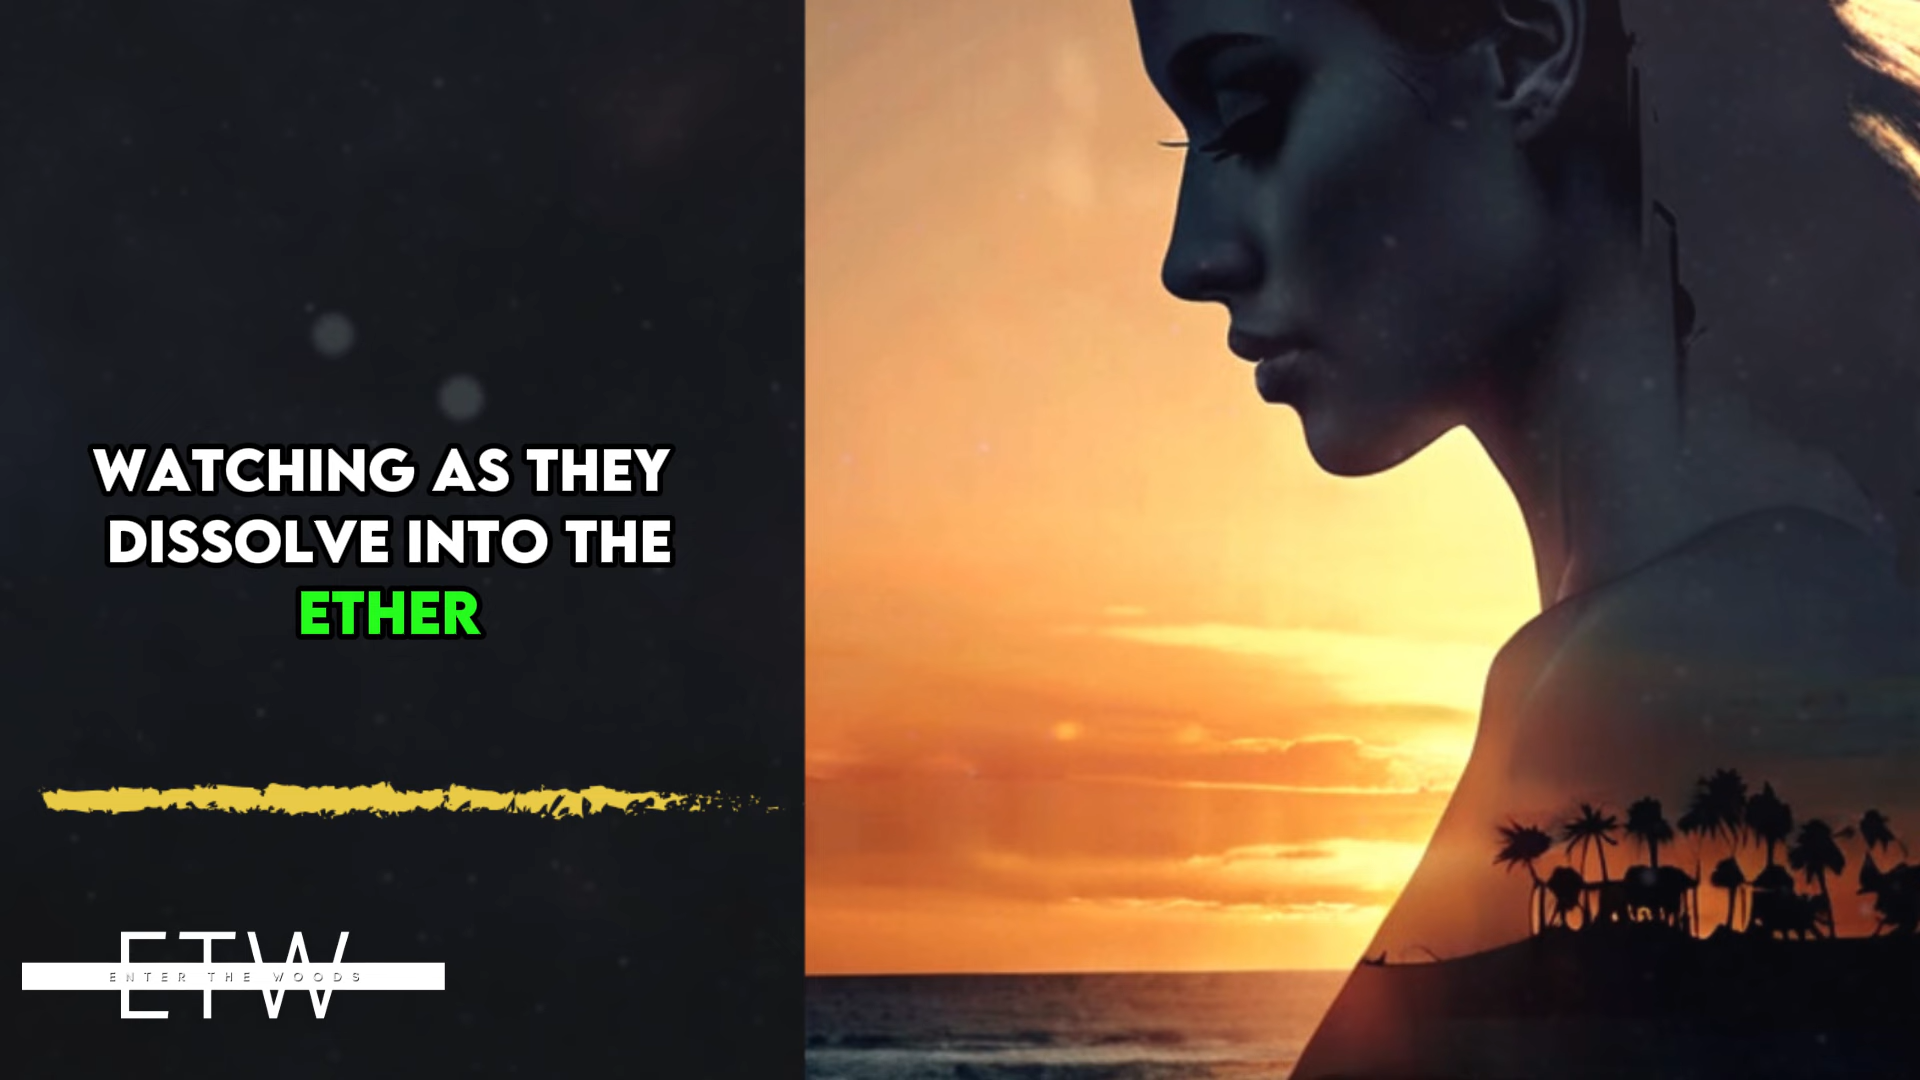 WATCHING AS THEY
DISSOLVE INTO THE
ETHER
ETW
ENTER THE WOODS